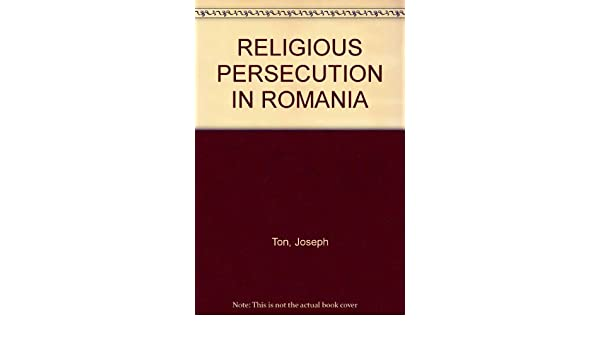 RELIGIOUS
PERSECUTION
IN ROMANIA
Ton, Joseph
Note: This is not the actual book cover